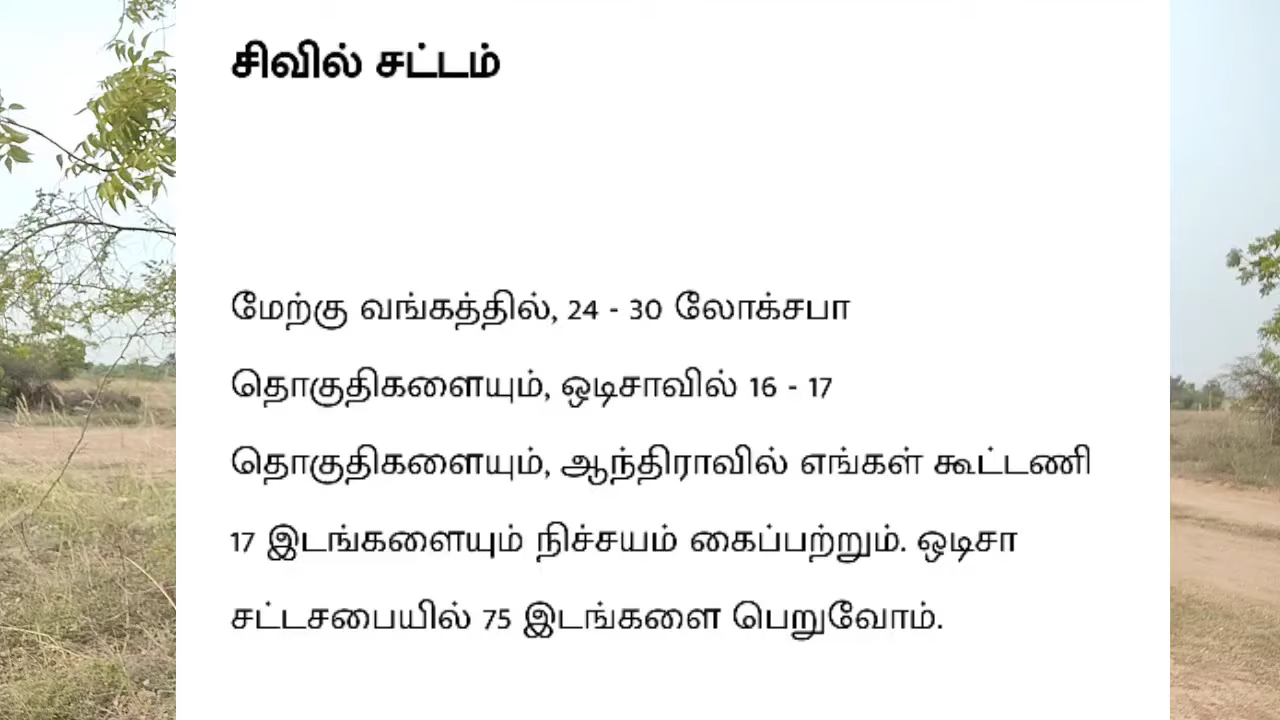 சிவில் சட்டம்
மேற்கு வங்கத்தில், 24 - 30 லோக்சபா
தொகுதிகளையும், ஒடிசாவில் 16 - 17
தொகுதிகளையும், ஆந்திராவில் எங்கள் கூட்டணி
17 இடங்களையும் நிச்சயம் கைப்பற்றும். ஒடிசா
சட்டசபையில் 75 இடங்களை பெறுவோம்.